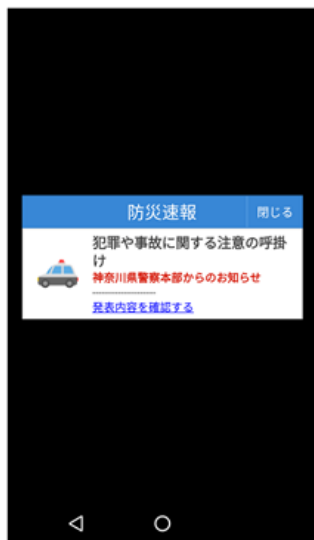 防災速報
閉じる
犯罪や事故に関する注意の呼掛
け
神奈川県警察本部からのお知らせ
--------------------
発表内容を確認する